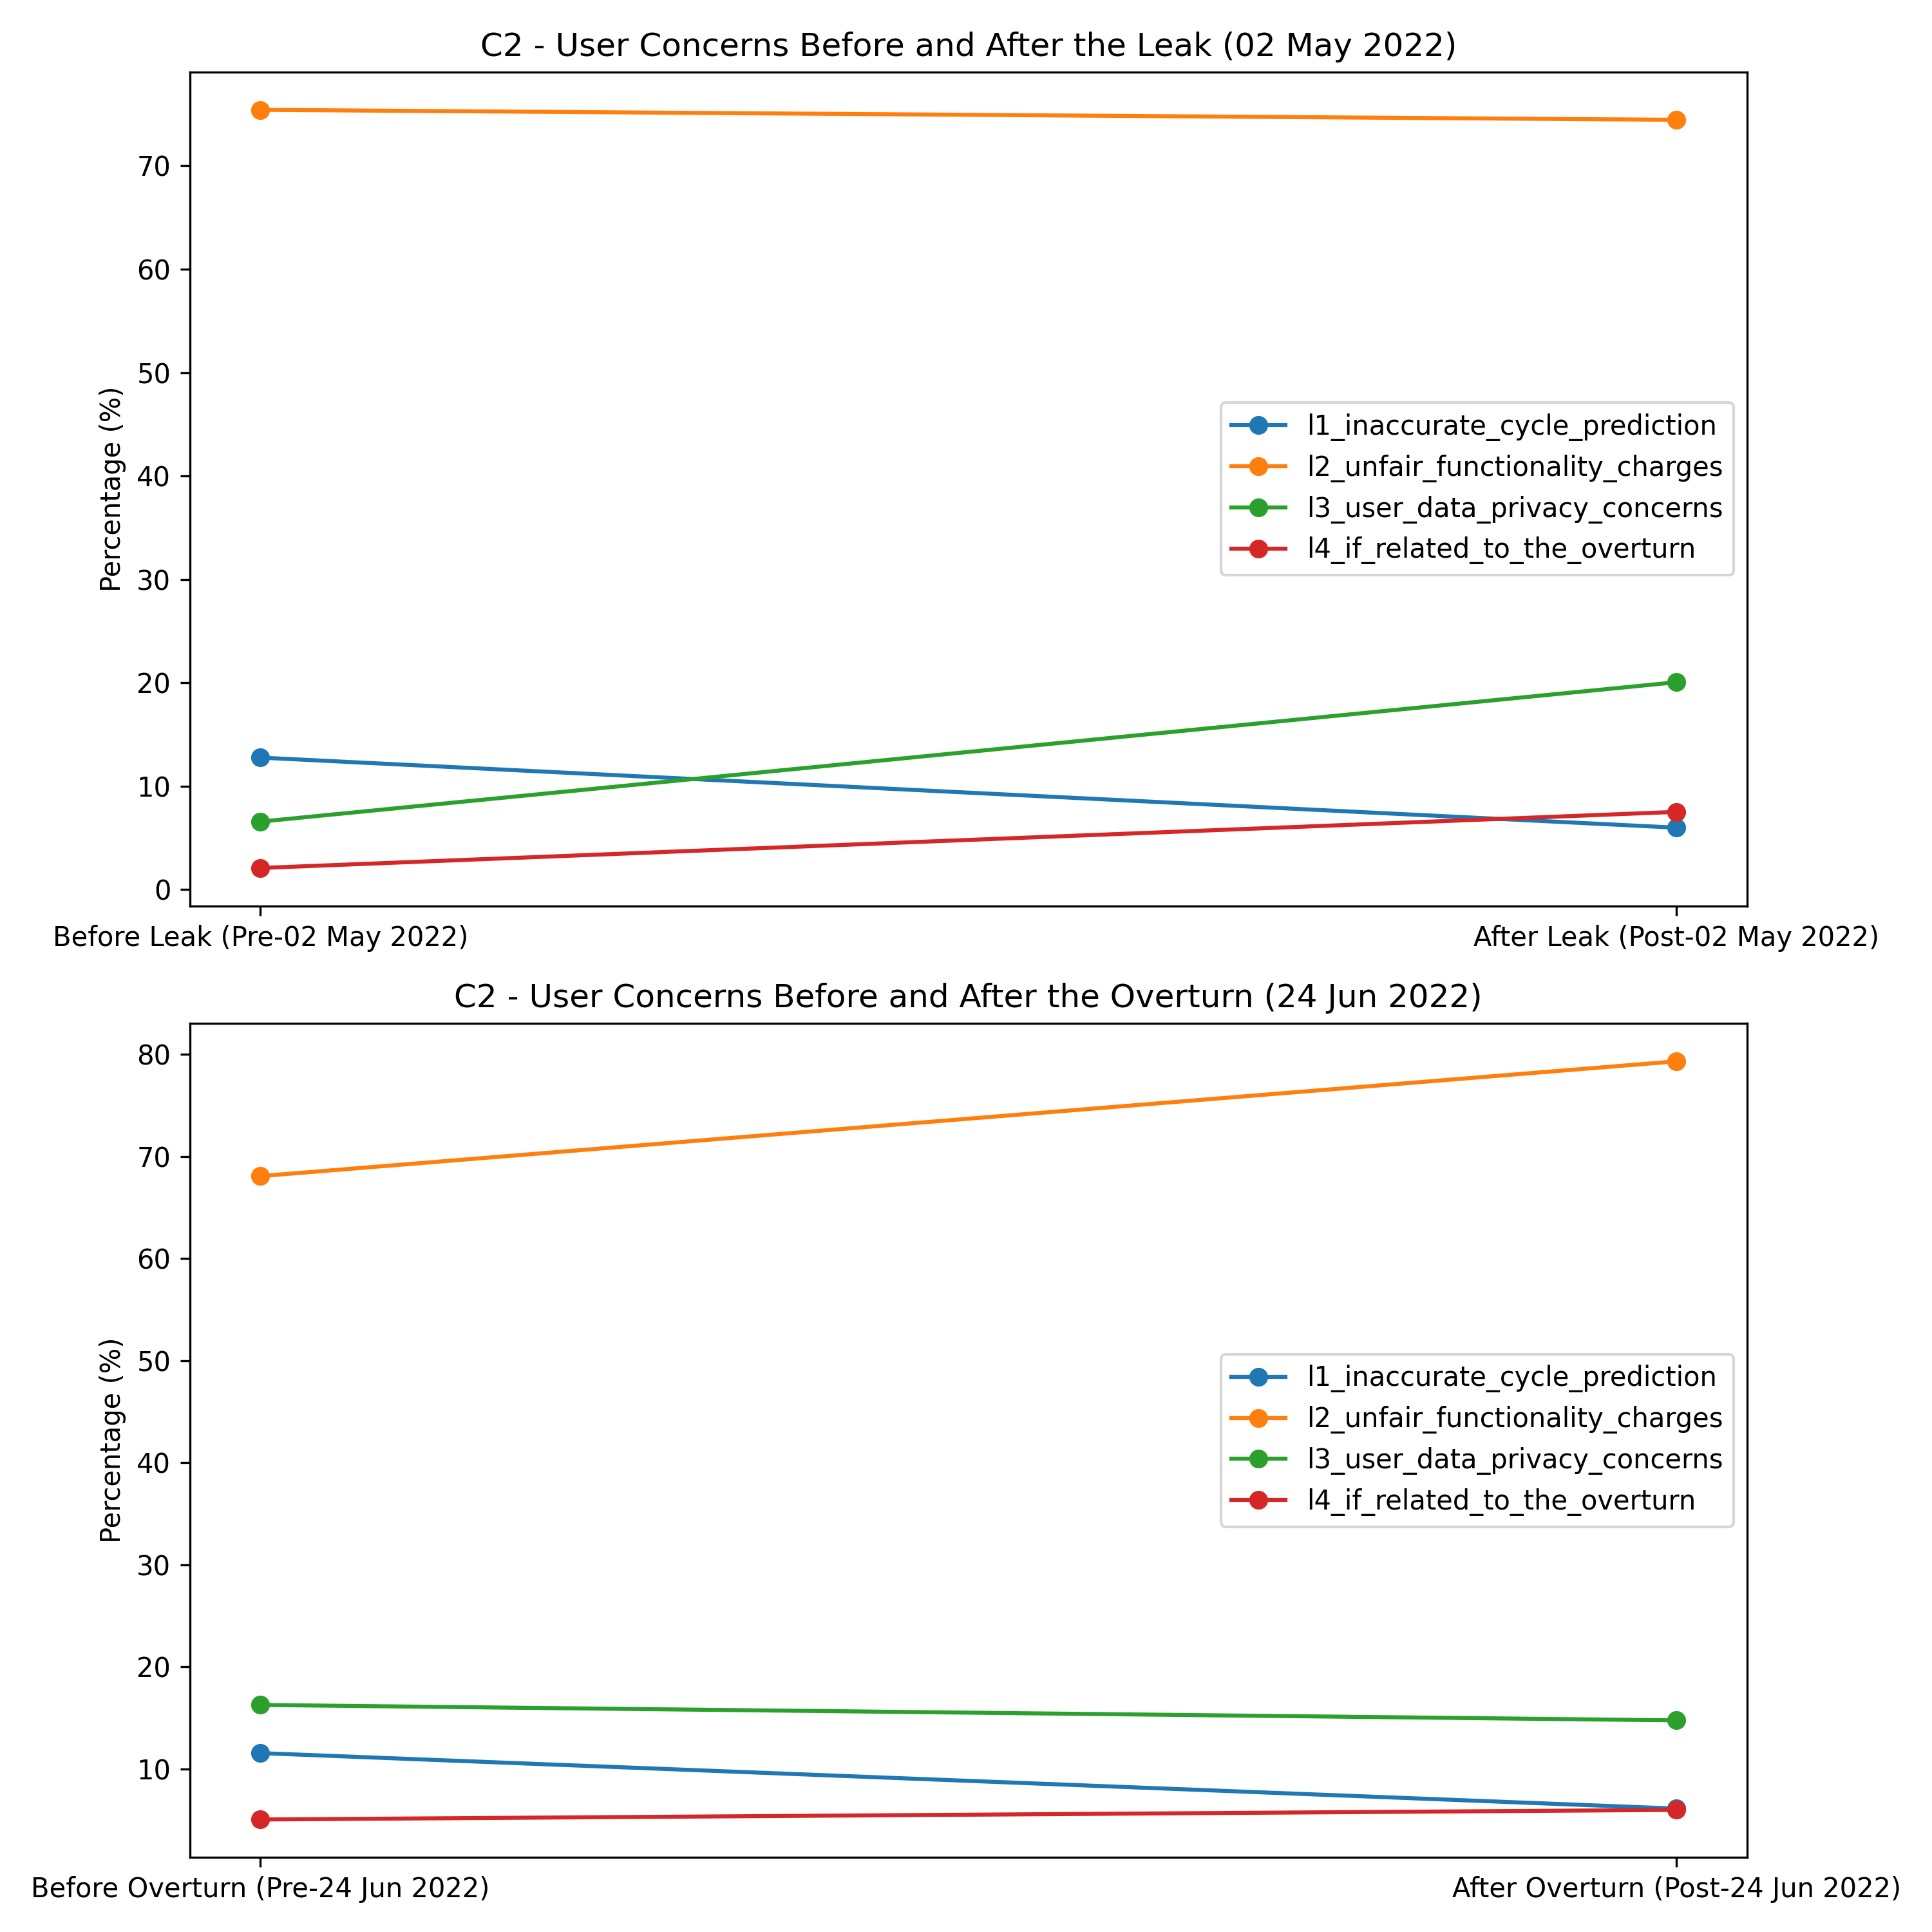 C2 - User Concerns Before and After the Leak (02 May 2022)
Percentage (%)
70
60
50
40
30
20
10
0
l1_inaccurate_cycle_prediction
l2_unfair_functionality_charges
l3_user_data_privacy_concerns
l4_if_related_to_the_overturn
Before Leak (Pre-02 May 2022)
After Leak (Post-02 May 2022)
C2 - User Concerns Before and After the Overturn (24 Jun 2022)
Percentage (%)
80
70
60
50
40
30
20
10
l1_inaccurate_cycle_prediction
l2_unfair_functionality_charges
l3_user_data_privacy_concerns
l4_if_related_to_the_overturn
Before Overturn (Pre-24 Jun 2022)
After Overturn (Post-24 Jun 2022)